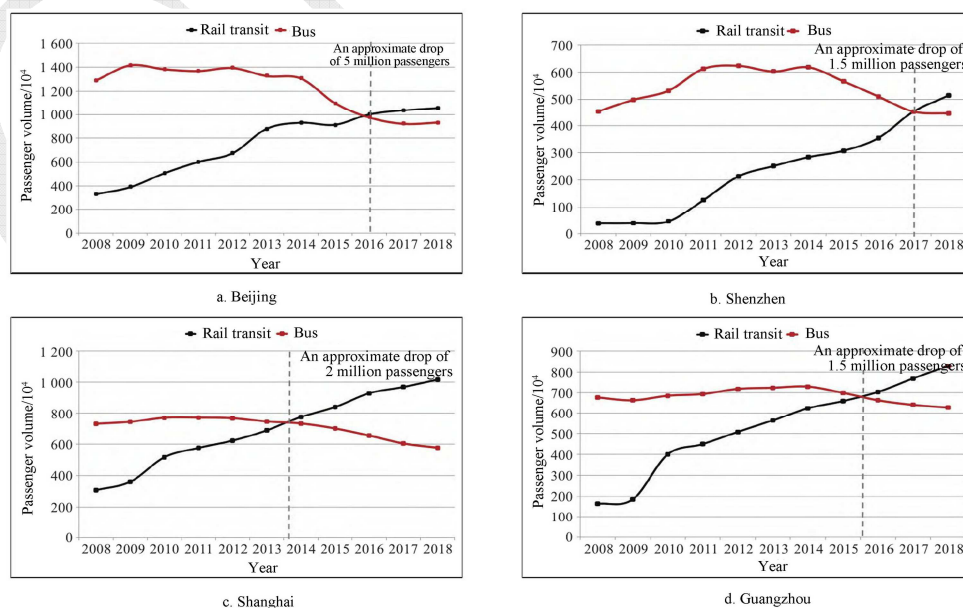 Rail transit Bus
An approximate drop
of 5 million passengers
Passenger volume/10⁴
1 600
1 400
1 200
1 000
800
600
400
200
0
2008 2009 2010 2011 2012 2013 2014 2015 2016 2017 2018
Year
a. Beijing
Rail transit Bus
An approximate drop of
1.5 million passengers
Passenger volume/10⁴
700
600
500
400
300
200
100
0
2008 2009 2010 2011 2012 2013 2014 2015 2016 2017 2018
Year
b. Shenzhen
Rail transit Bus
An approximate drop of
2 million passengers
Passenger volume/10⁴
1 200
1 000
800
600
400
200
0
2008 2009 2010 2011 2012 2013 2014 2015 2016 2017 2018
Year
c. Shanghai
Rail transit Bus
An approximate drop of
1.5 million passengers
Passenger volume/10⁴
900
800
700
600
500
400
300
200
100
0
2008 2009 2010 2011 2012 2013 2014 2015 2016 2017 2018
Year
d. Guangzhou